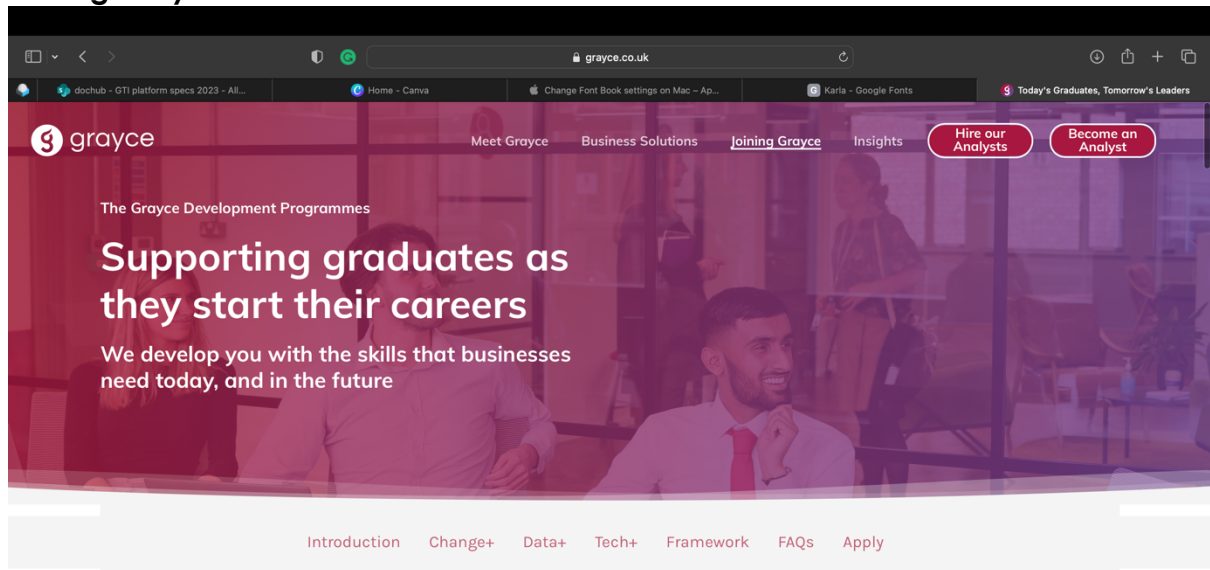 grayce.co.uk
dochub - GTI platform specs 2023 - All...
Home - Canva
Change Font Book settings on Mac – Ap...
G
Karla - Google Fonts
Today's Graduates, Tomorrow's Leaders
grayce
Meet Grayce
Business Solutions
Joining Grayce
Insights
Hire our
Analysts
Become an
Analyst
The Grayce Development Programmes
Supporting graduates as
they start their careers
We develop you with the skills that businesses
need today, and in the future
Introduction
Change+
Data+
Tech+
Framework
FAQs
Apply